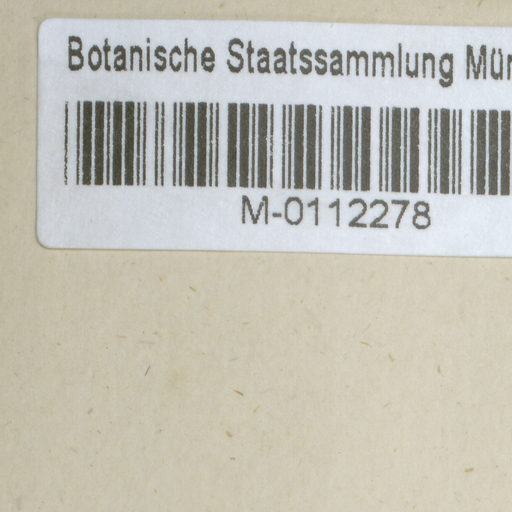 Botanische Staatssammlung Mün
M-0112278